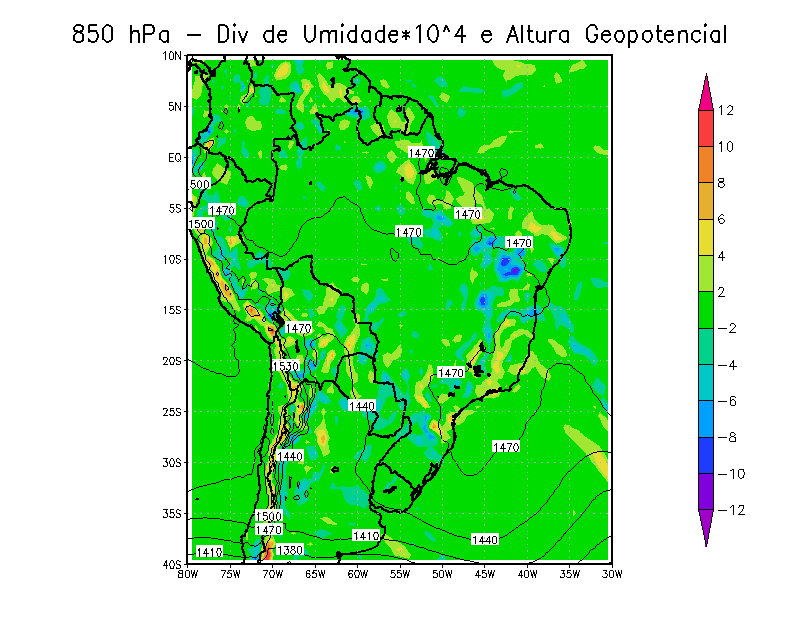 850 hPa - Div de Umidade*10^4 e Altura Geopotencial
10N
5N
EQ
5S
10S
15S
20S
25S
30S
35S
40S
80W 75W 70W 65W 60W 55W 50W 45W 40W 35W 30W
1470
500
1470
1470
1500
1470
1470
1470
1530
1470
1440
1470
1440
1500
1470
1410
1440
1410
1380
12
10
8
6
4
2
-2
-4
-6
-8
-10
-12